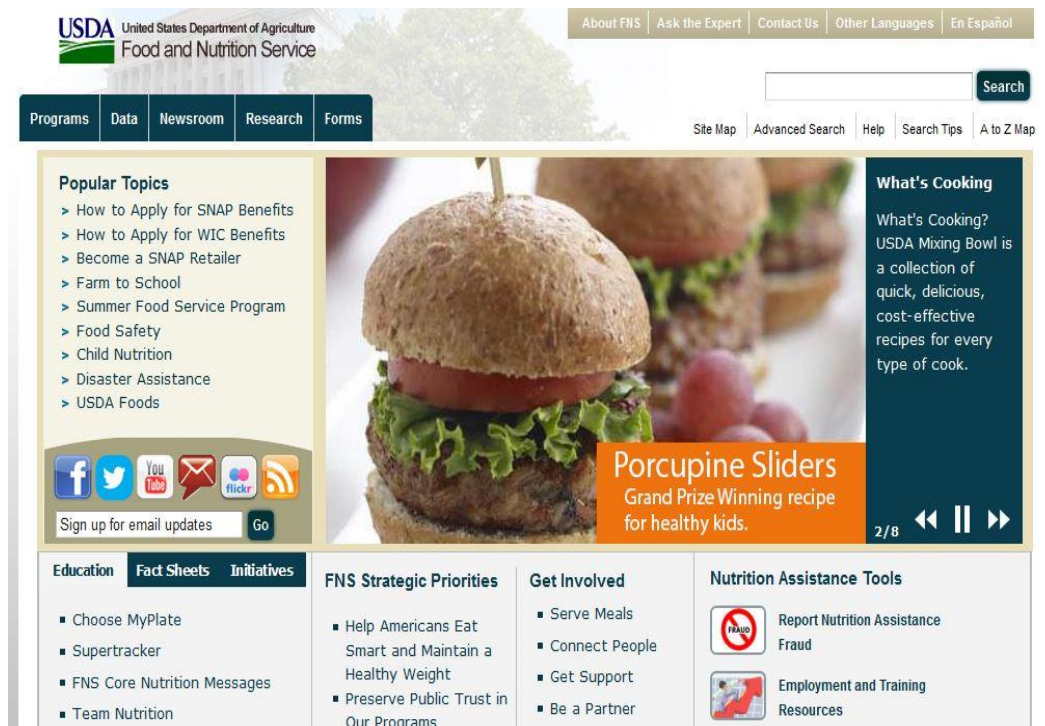 USDA United States Department of Agriculture
Food and Nutrition Service
About FNS Ask the Expert Contact Us Other Languages En Español
Search
Programs Data Newsroom Research Forms
Site Map Advanced Search Help Search Tips A to Z Map
Popular Topics
> How to Apply for SNAP Benefits
> How to Apply for WIC Benefits
> Become a SNAP Retailer
> Farm to School
> Summer Food Service Program
> Food Safety
> Child Nutrition
> Disaster Assistance
> USDA Foods
f You Tube flickr
Sign up for email updates Go
Porcupine Sliders
Grand Prize Winning recipe
for healthy kids.
What's Cooking
What's Cooking?
USDA Mixing Bowl is
a collection of
quick, delicious,
cost-effective
recipes for every
type of cook.
2/8
Education Fact Sheets Initiatives
▪ Choose MyPlate
▪ Supertracker
▪ FNS Core Nutrition Messages
▪ Team Nutrition
FNS Strategic Priorities
▪ Help Americans Eat
Smart and Maintain a
Healthy Weight
▪ Preserve Public Trust in
Our Programs
Get Involved
▪ Serve Meals
▪ Connect People
▪ Get Support
▪ Be a Partner
Nutrition Assistance Tools
FRAUD
Report Nutrition Assistance
Fraud
Employment and Training
Resources